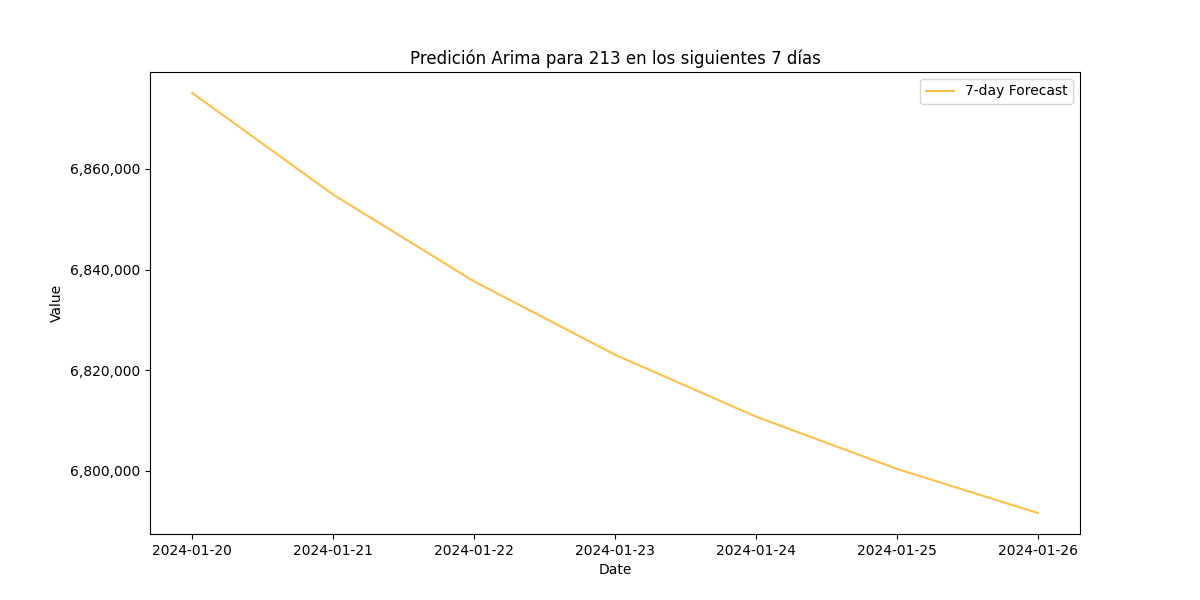 Predición Arima para 213 en los siguientes 7 días
7-day Forecast
6,860,000
6,840,000
6,820,000
6,800,000
Value
2024-01-20 2024-01-21 2024-01-22 2024-01-23 2024-01-24 2024-01-25 2024-01-26
Date